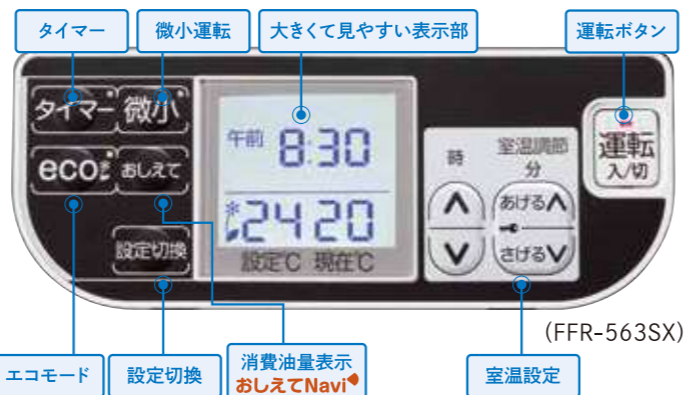 タイマー
微小運転
大きくて見やすい表示部
運転ボタン
タイマー
微小
eco
おしえて
設定切換
午前 8:30
24 20
設定℃ 現在℃
時
室温調節
分
あげる∧
さげる∨
運転
入/切
(FFR-563SX)
エコモード
設定切換
消費油量表示
おしえてNavi
室温設定